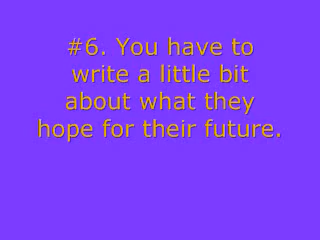 #6. You have to
write a little bit
about what they
hope for their future.